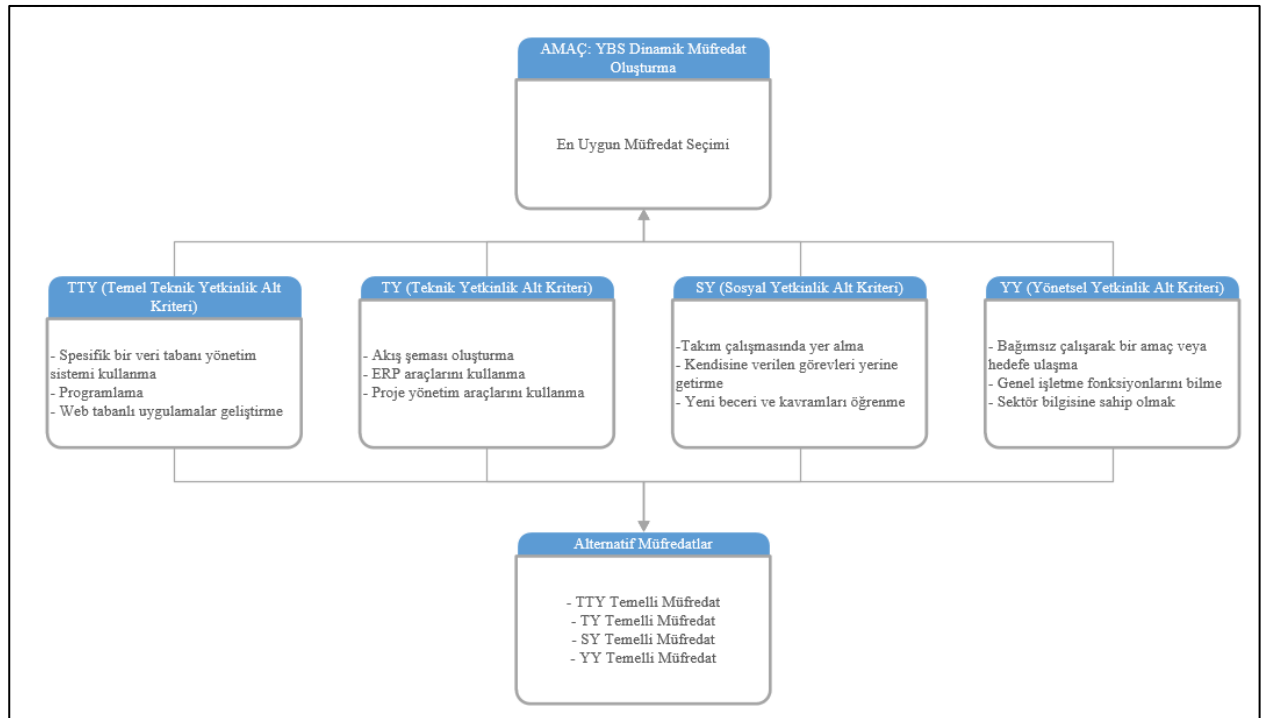 AMAÇ: YBS Dinamik Müfredat
Oluşturma
En Uygun Müfredat Seçimi
TTY (Temel Teknik Yetkinlik Alt
Kriteri)
- Spesifik bir veri tabanı yönetim
sistemi kullanma
- Programlama
- Web tabanlı uygulamalar geliştirme
TY (Teknik Yetkinlik Alt Kriteri)
- Akış şeması oluşturma
- ERP araçlarını kullanma
- Proje yönetim araçlarını kullanma
SY (Sosyal Yetkinlik Alt Kriteri)
-Takım çalışmasında yer alma
- Kendisine verilen görevleri yerine
getirme
- Yeni beceri ve kavramları öğrenme
YY (Yönetsel Yetkinlik Alt Kriteri)
- Bağımsız çalışarak bir amaç veya
hedefe ulaşma
- Genel işletme fonksiyonlarını bilme
- Sektör bilgisine sahip olmak
Alternatif Müfredatlar
- TTY Temelli Müfredat
- TY Temelli Müfredat
- SY Temelli Müfredat
- YY Temelli Müfredat